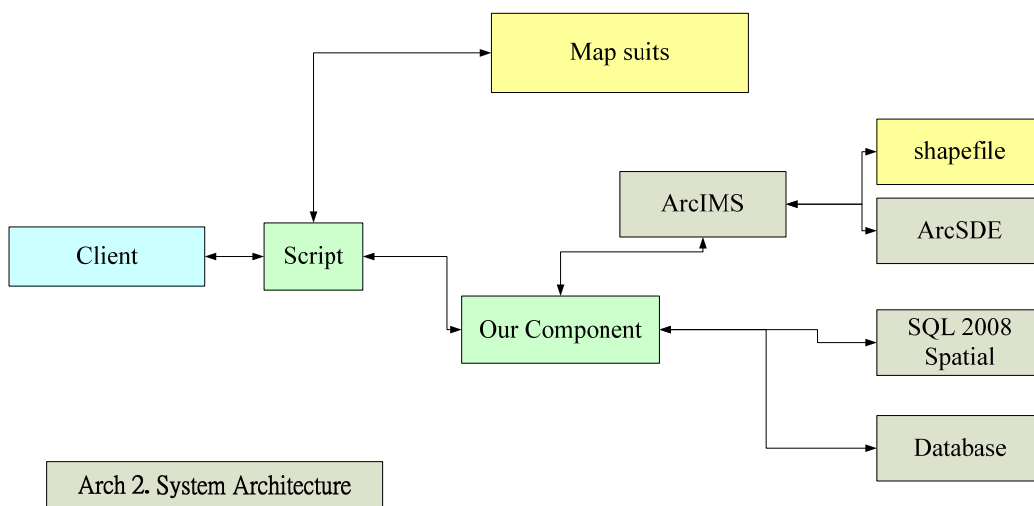 Map suits
shapefile
ArcIMS
ArcSDE
Client
Script
Our Component
SQL 2008
Spatial
Database
Arch 2. System Architecture